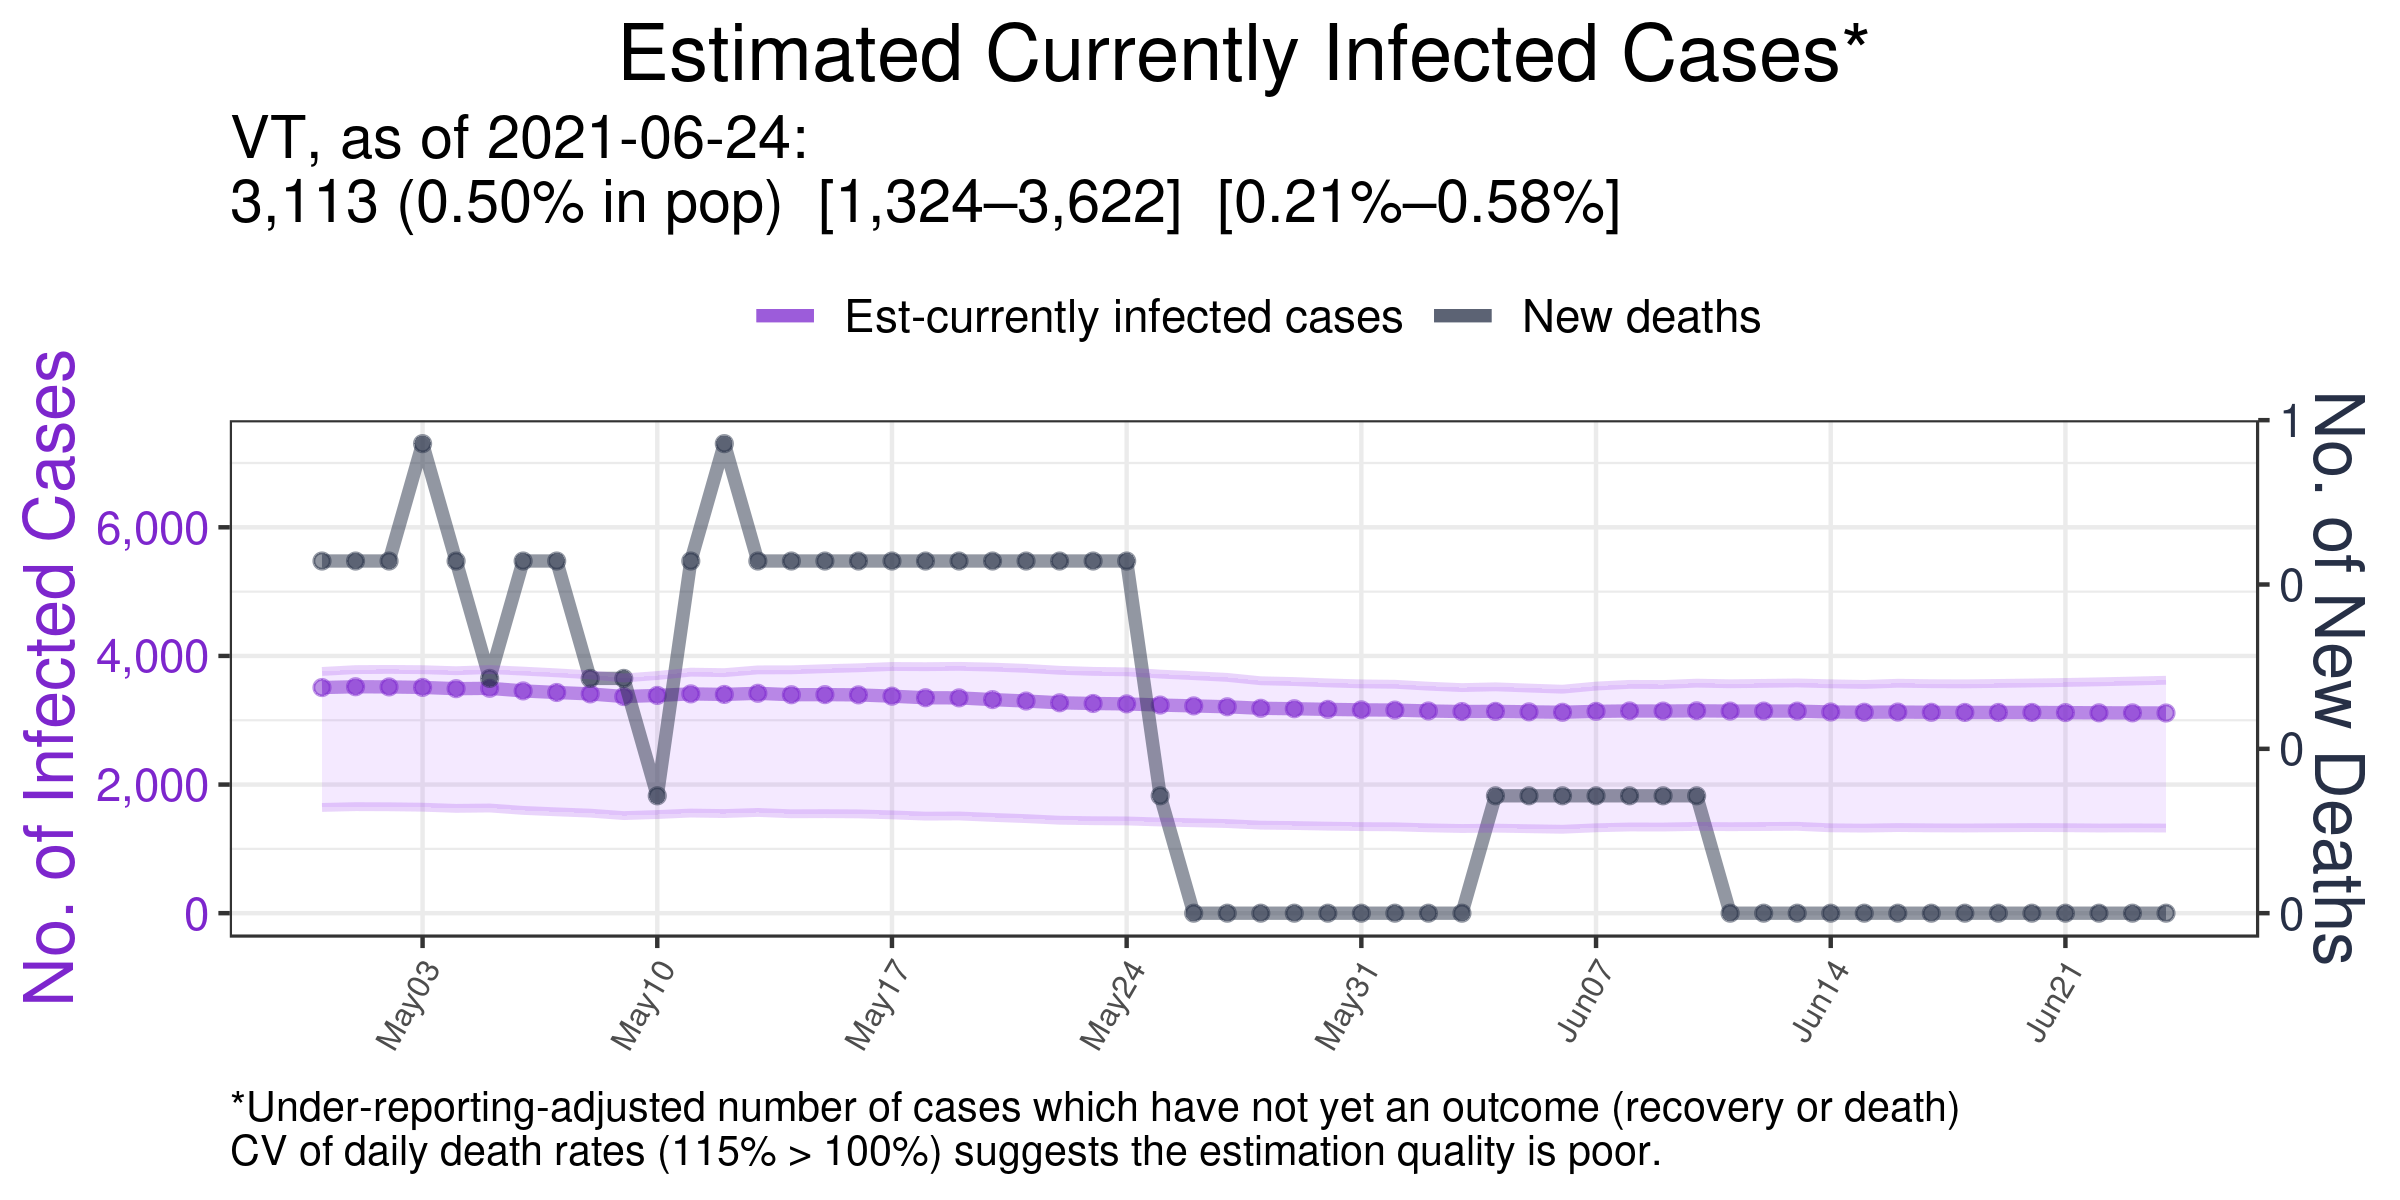 Estimated Currently Infected Cases*
VT, as of 2021-06-24:
3,113 (0.50% in pop)  [1,324–3,622]  [0.21%–0.58%]
Est-currently infected cases
New deaths
No. of Infected Cases
6,000
4,000
2,000
0
1
0
0
0
No. of New Deaths
May03
May10
May17
May24
May31
Jun07
Jun14
Jun21
*Under-reporting-adjusted number of cases which have not yet an outcome (recovery or death)
CV of daily death rates (115% > 100%) suggests the estimation quality is poor.